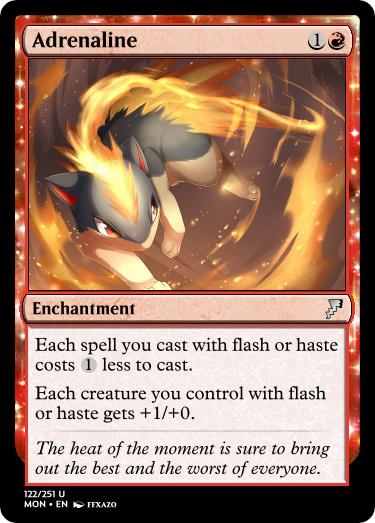 Adrenaline 1
Enchantment
Each spell you cast with flash or haste
costs 1 less to cast.
Each creature you control with flash
or haste gets +1/+0.
The heat of the moment is sure to bring
out the best and the worst of everyone.
122/251 U
MON • EN FFXAZO